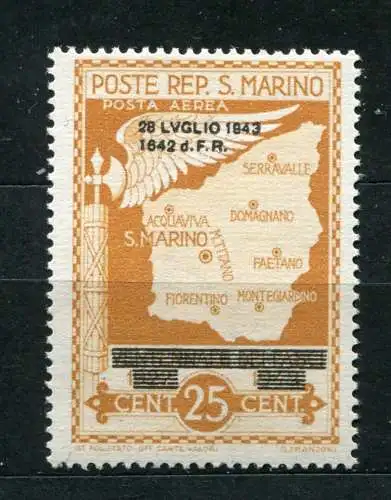 POSTE REP. S. MARINO
POSTA AEREA
28 LVGLIO 1943
1642 d. F. R.
SERRAVALLE
ACQUAVIVA
DOMAGNANO
S. MARINO
M. TITANO
FAETANO
FIORENTINO
MONTEGIARDINO
CENT. 25 CENT.